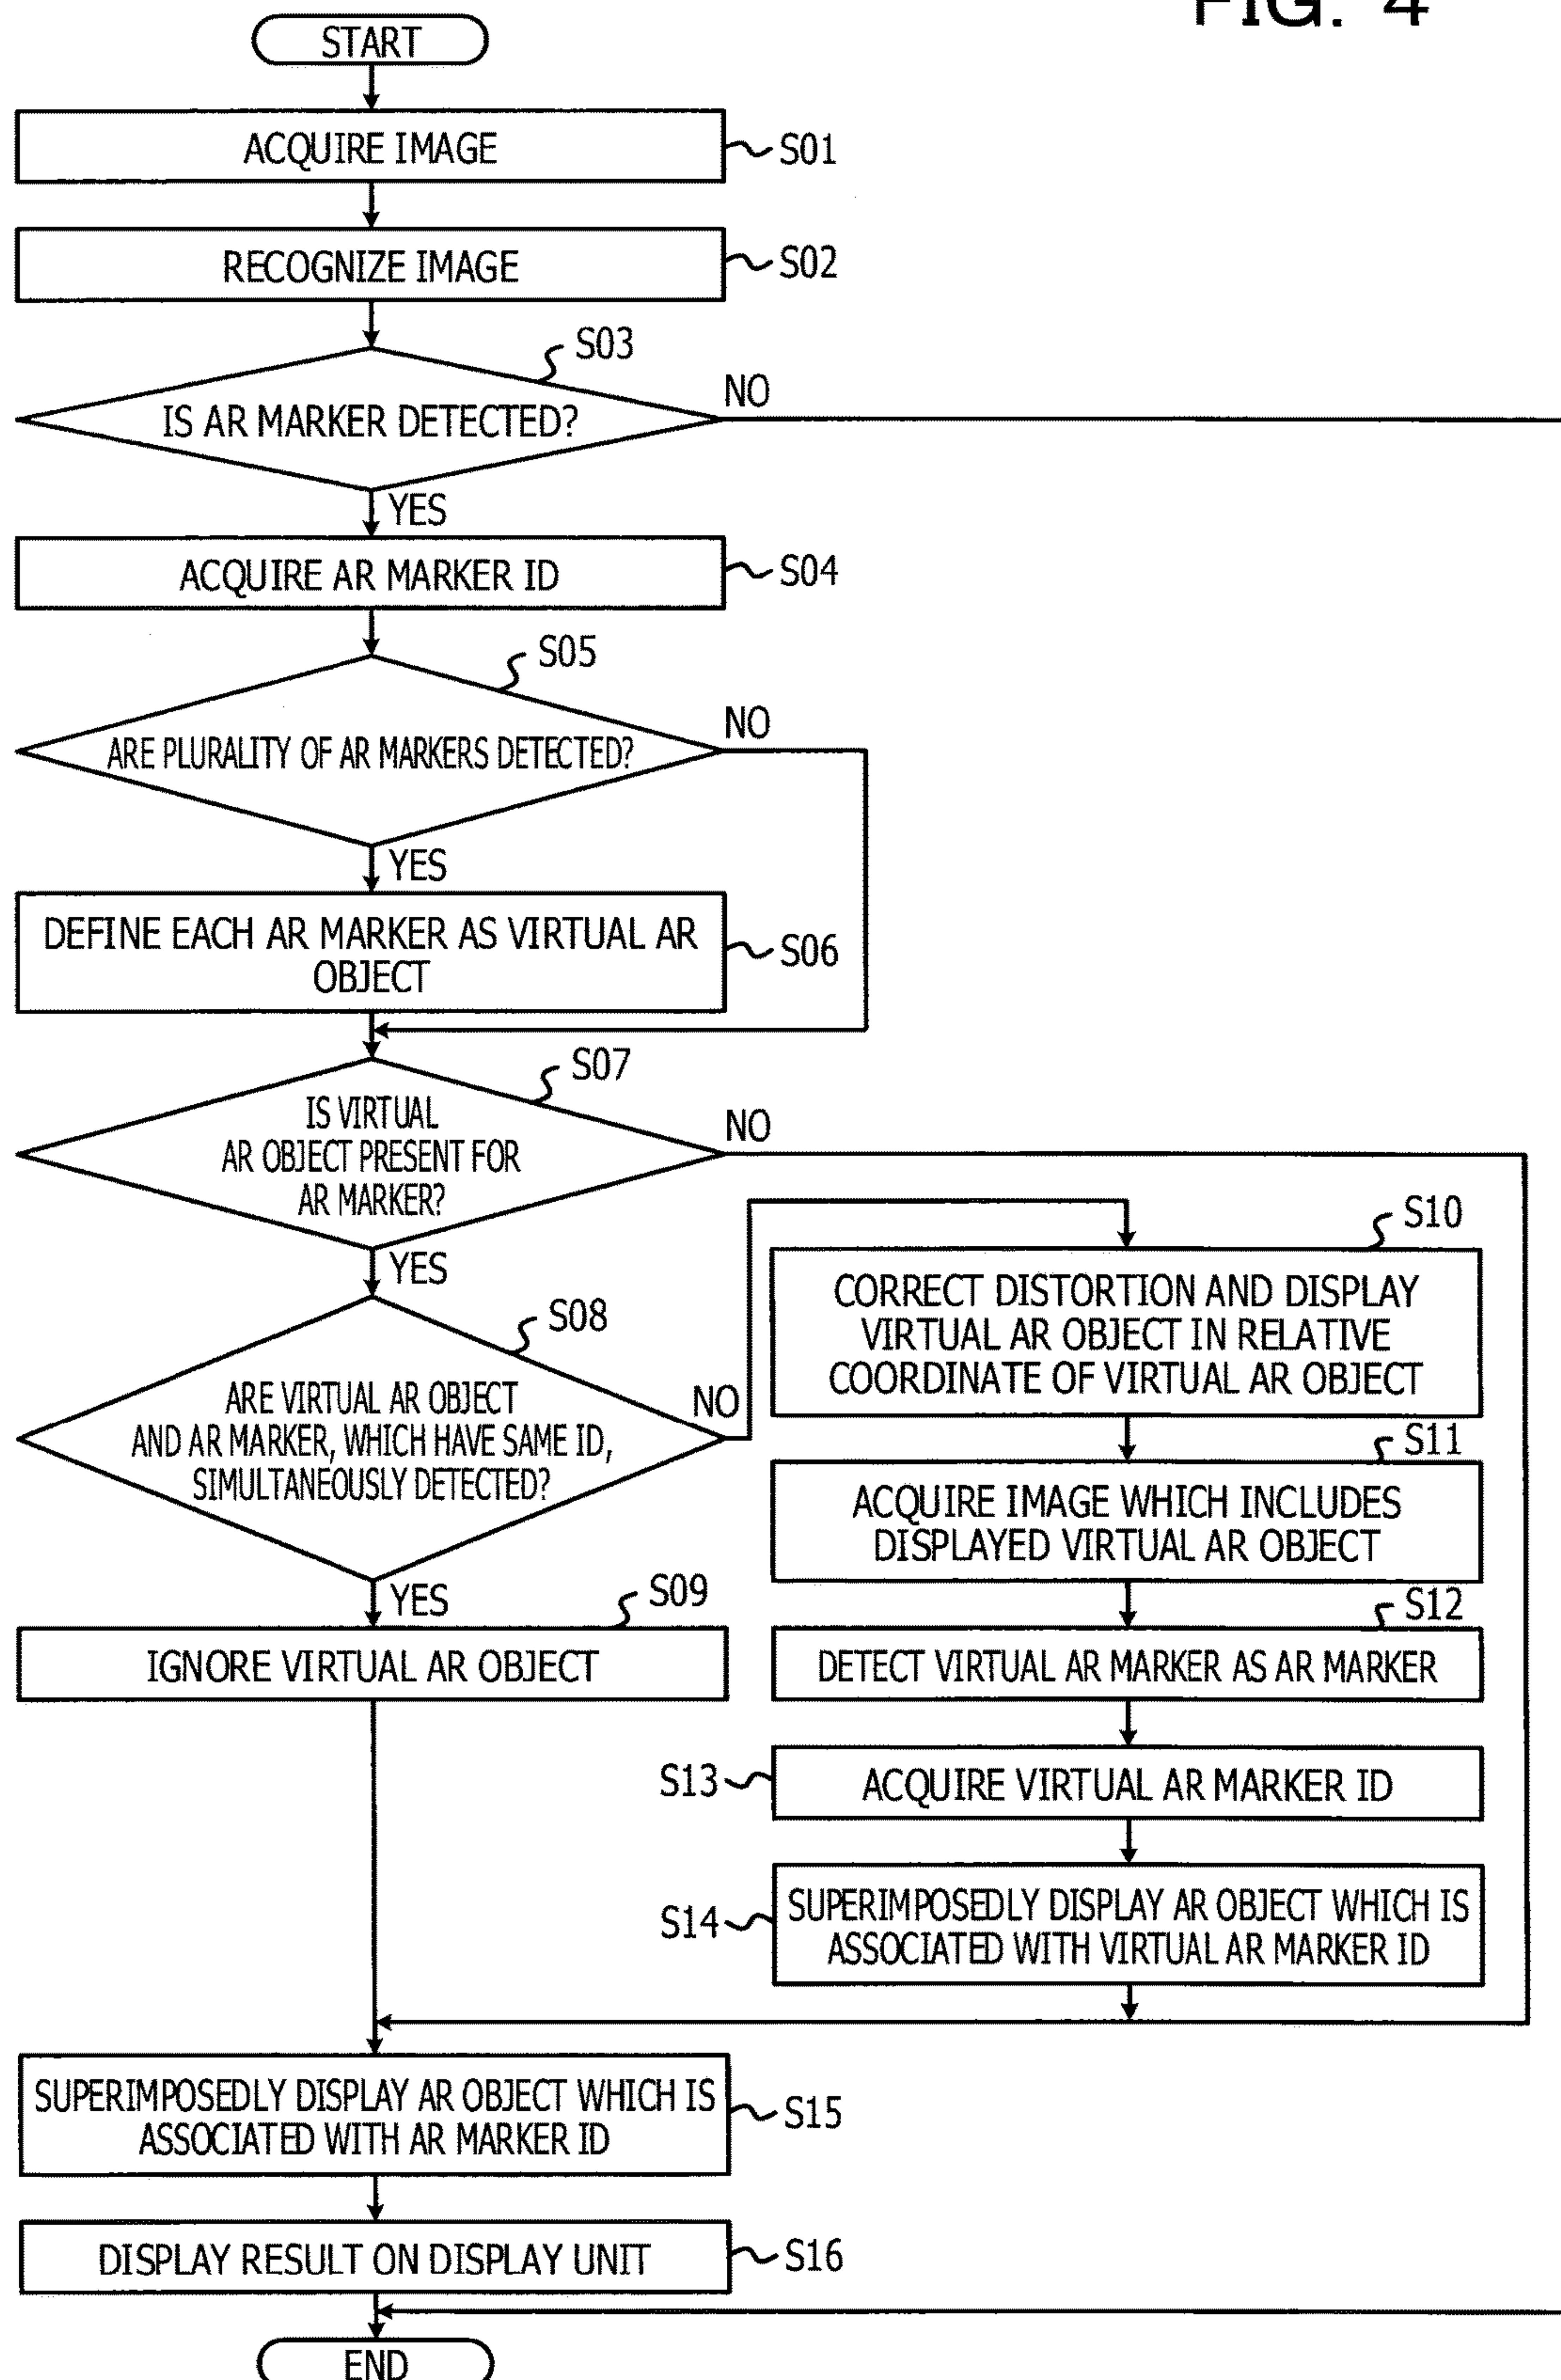 FIG. 4
START
ACQUIRE IMAGE
S01
RECOGNIZE IMAGE
S02
S03
IS AR MARKER DETECTED?
NO
YES
ACQUIRE AR MARKER ID
S04
S05
ARE PLURALITY OF AR MARKERS DETECTED?
NO
YES
DEFINE EACH AR MARKER AS VIRTUAL AR
OBJECT
S06
S07
IS VIRTUAL
AR OBJECT PRESENT FOR
AR MARKER?
NO
YES
S08
ARE VIRTUAL AR OBJECT
AND AR MARKER, WHICH HAVE SAME ID,
SIMULTANEOUSLY DETECTED?
NO
YES
S09
IGNORE VIRTUAL AR OBJECT
S10
CORRECT DISTORTION AND DISPLAY
VIRTUAL AR OBJECT IN RELATIVE
COORDINATE OF VIRTUAL AR OBJECT
S11
ACQUIRE IMAGE WHICH INCLUDES
DISPLAYED VIRTUAL AR OBJECT
S12
DETECT VIRTUAL AR MARKER AS AR MARKER
S13
ACQUIRE VIRTUAL AR MARKER ID
S14
SUPERIMPOSEDLY DISPLAY AR OBJECT WHICH IS
ASSOCIATED WITH VIRTUAL AR MARKER ID
SUPERIMPOSEDLY DISPLAY AR OBJECT WHICH IS
ASSOCIATED WITH AR MARKER ID
S15
DISPLAY RESULT ON DISPLAY UNIT
S16
END